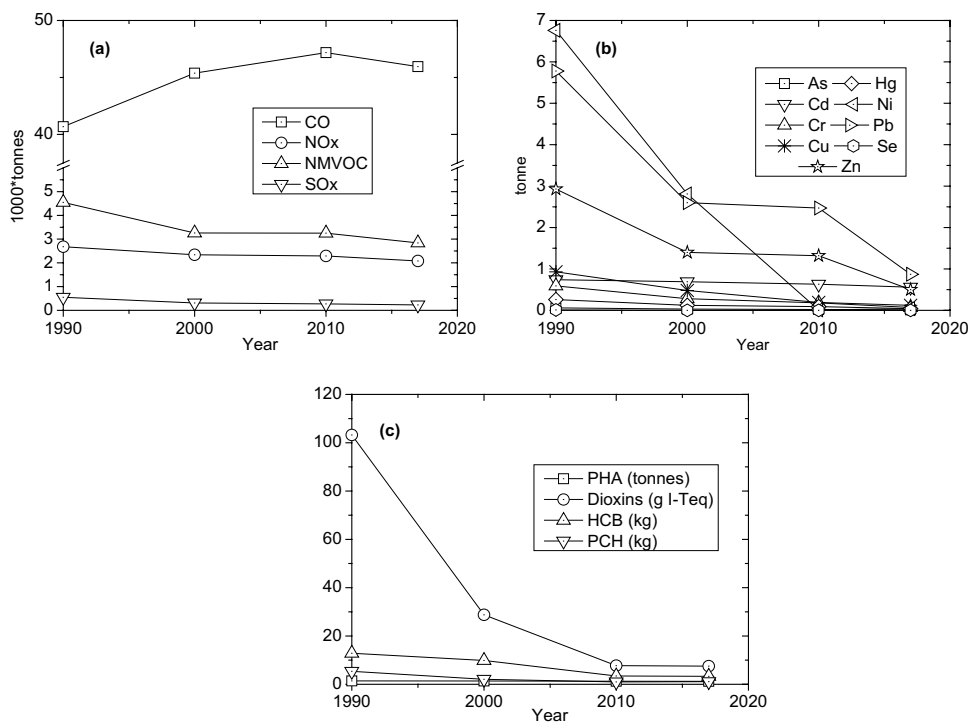 (a)
1000*tonnes
50
40
5
4
3
2
1
0
CO
NOx
NMVOC
SOx
1990 2000 2010 2020
Year
(b)
tonne
7
6
5
4
3
2
1
0
As Hg
Cd Ni
Cr Pb
Cu Se
Zn
1990 2000 2010 2020
Year
(c)
120
100
80
60
40
20
0
PHA (tonnes)
Dioxins (g I-Teq)
HCB (kg)
PCH (kg)
1990 2000 2010 2020
Year